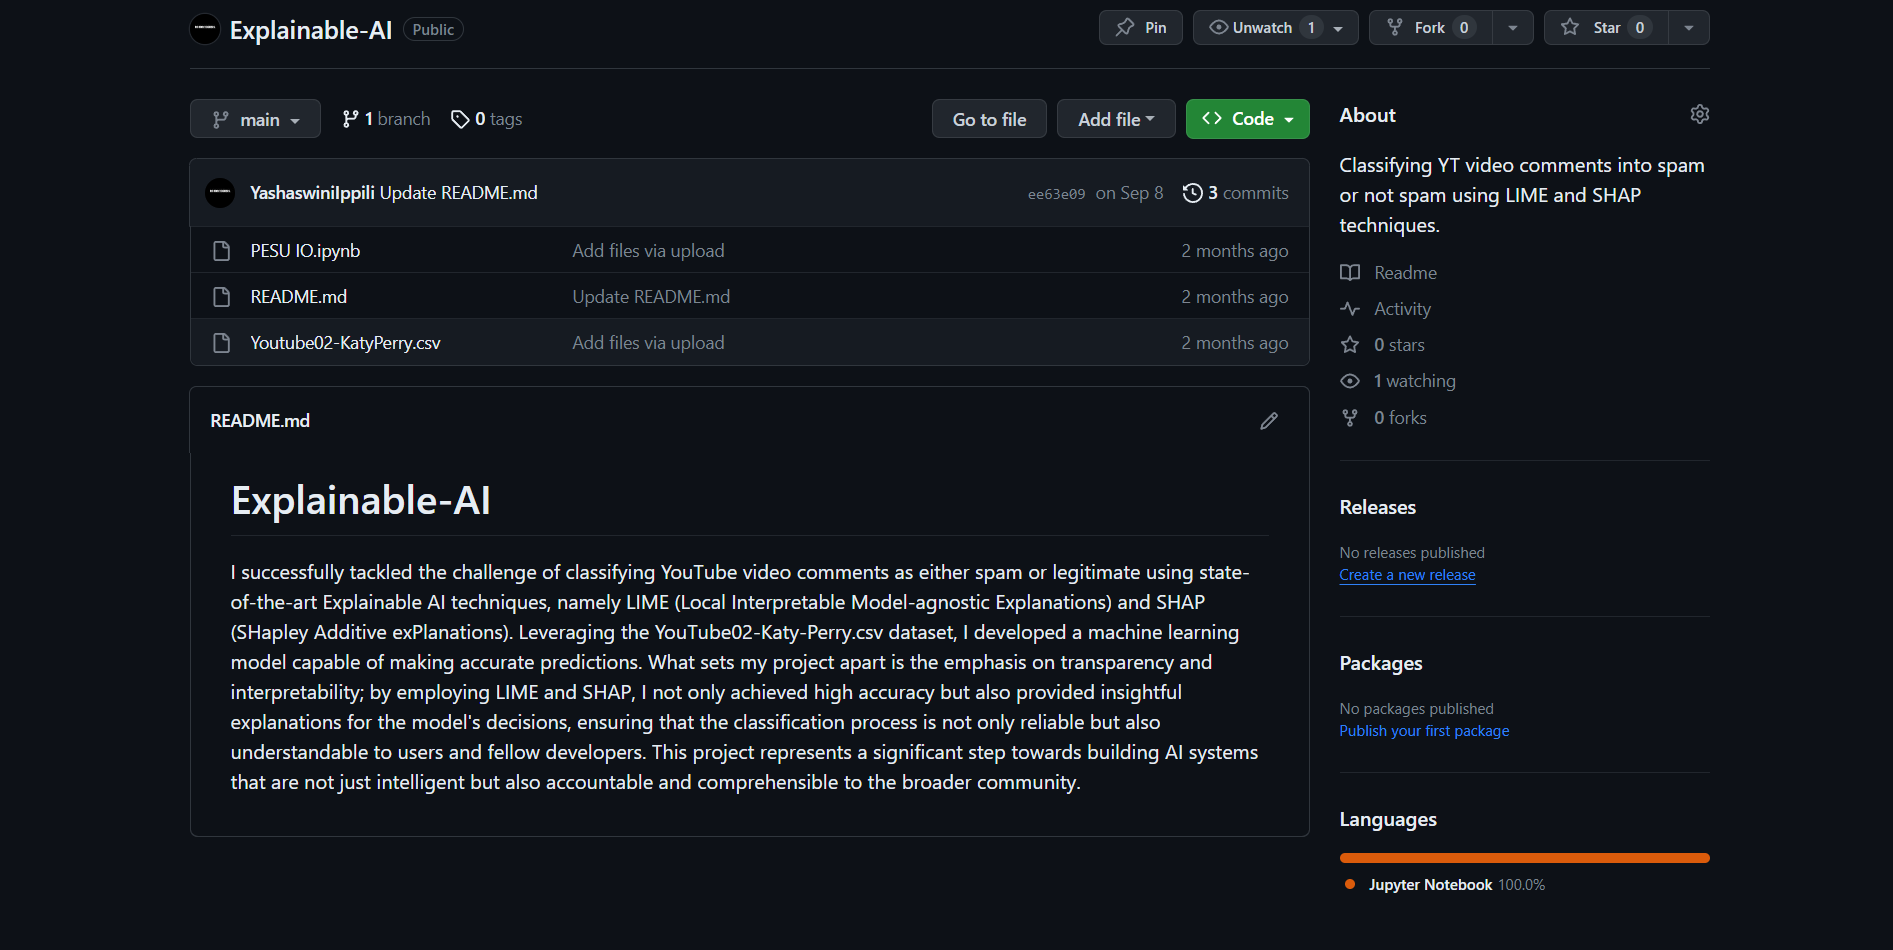 Explainable-AI Public
Pin
Unwatch 1
Fork 0
Star 0
main
1 branch
0 tags
Go to file
Add file
Code
YashaswiniIppili Update README.md
ee63e09 on Sep 8
3 commits
PESU IO.ipynb Add files via upload 2 months ago
README.md Update README.md 2 months ago
Youtube02-KatyPerry.csv Add files via upload 2 months ago
README.md
Explainable-AI
I successfully tackled the challenge of classifying YouTube video comments as either spam or legitimate using state-
of-the-art Explainable AI techniques, namely LIME (Local Interpretable Model-agnostic Explanations) and SHAP
(SHapley Additive exPlanations). Leveraging the YouTube02-Katy-Perry.csv dataset, I developed a machine learning
model capable of making accurate predictions. What sets my project apart is the emphasis on transparency and
interpretability; by employing LIME and SHAP, I not only achieved high accuracy but also provided insightful
explanations for the model's decisions, ensuring that the classification process is not only reliable but also
understandable to users and fellow developers. This project represents a significant step towards building AI systems
that are not just intelligent but also accountable and comprehensible to the broader community.
About
Classifying YT video comments into spam
or not spam using LIME and SHAP
techniques.
Readme
Activity
0 stars
1 watching
0 forks
Releases
No releases published
Create a new release
Packages
No packages published
Publish your first package
Languages
Jupyter Notebook 100.0%